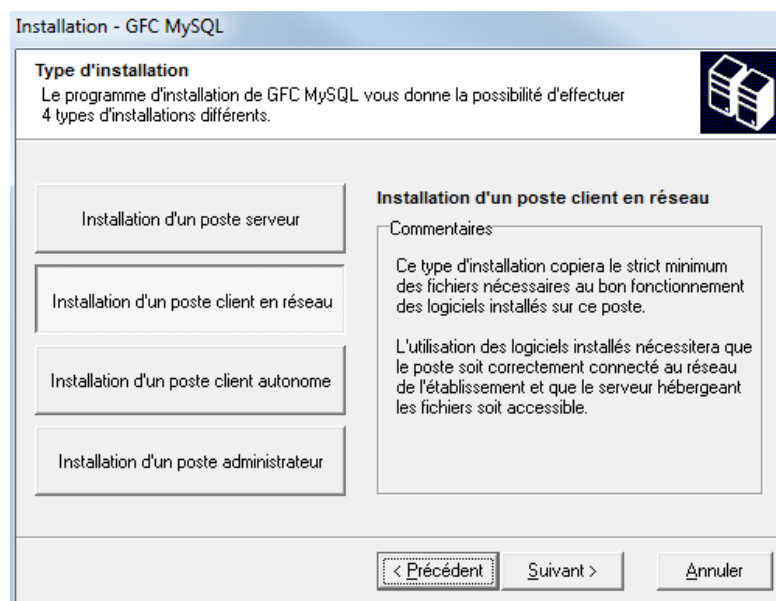 Installation - GFC MySQL
Type d'installation
Le programme d'installation de GFC MySQL vous donne la possibilité d'effectuer
4 types d'installations différents.
Installation d'un poste serveur
Installation d'un poste client en réseau
Installation d'un poste client autonome
Installation d'un poste administrateur
Installation d'un poste client en réseau
Commentaires
Ce type d'installation copiera le strict minimum
des fichiers nécessaires au bon fonctionnement
des logiciels installés sur ce poste.
L'utilisation des logiciels installés nécessitera que
le poste soit correctement connecté au réseau
de l'établissement et que le serveur hébergeant
les fichiers soit accessible.
< Précédent
Suivant >
Annuler